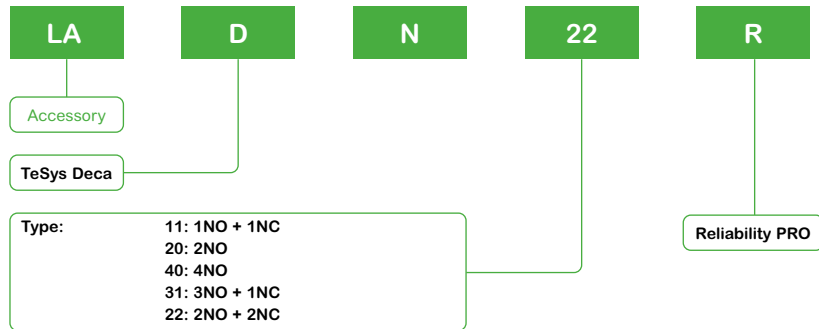 LA D N 22 R
Accessory
TeSys Deca
Type: 11: 1NO + 1NC
20: 2NO
40: 4NO
31: 3NO + 1NC
22: 2NO + 2NC
Reliability PRO